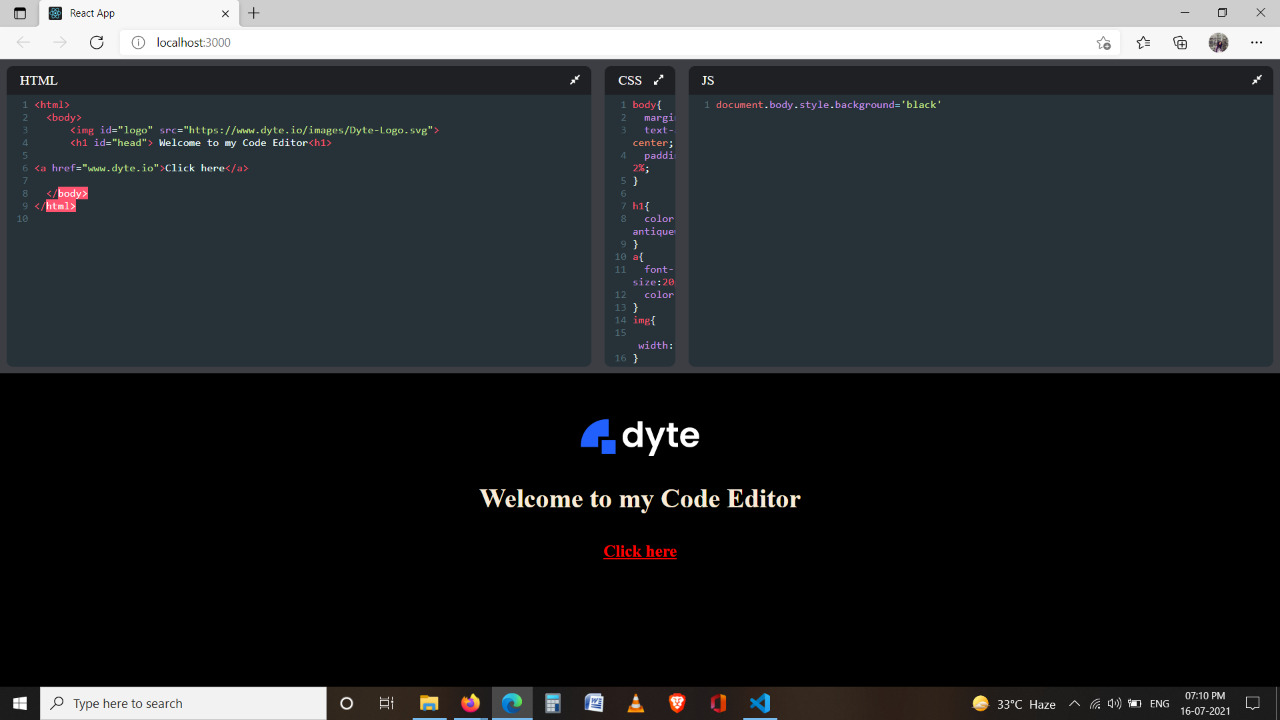 React App
localhost:3000
HTML
1 <html>
2 <body>
3 <img id="logo" src="https://www.dyte.io/images/Dyte-Logo.svg">
4 <h1 id="head"> Welcome to my Code Editor<h1>
5
6 <a href="www.dyte.io">Click here</a>
7
8 </body>
9 </html>
10
CSS
1 body{
2 margi
3 text-
center;
4 paddi
2%;
5 }
6
7 h1{
8 color
antique
9 }
10 a{
11 font-
size:20
12 color
13 }
14 img{
15
width:
16 }
JS
1 document.body.style.background='black'
dyte
Welcome to my Code Editor
Click here
Type here to search
33°C Haze
ENG
07:10 PM
16-07-2021